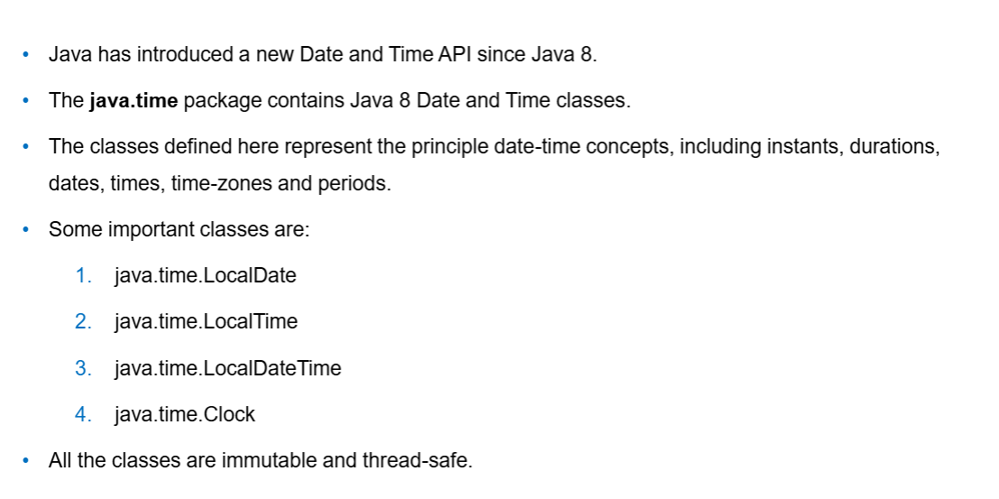 • Java has introduced a new Date and Time API since Java 8.
• The java.time package contains Java 8 Date and Time classes.
• The classes defined here represent the principle date-time concepts, including instants, durations,
dates, times, time-zones and periods.
• Some important classes are:
1. java.time.LocalDate
2. java.time.LocalTime
3. java.time.LocalDateTime
4. java.time.Clock
• All the classes are immutable and thread-safe.